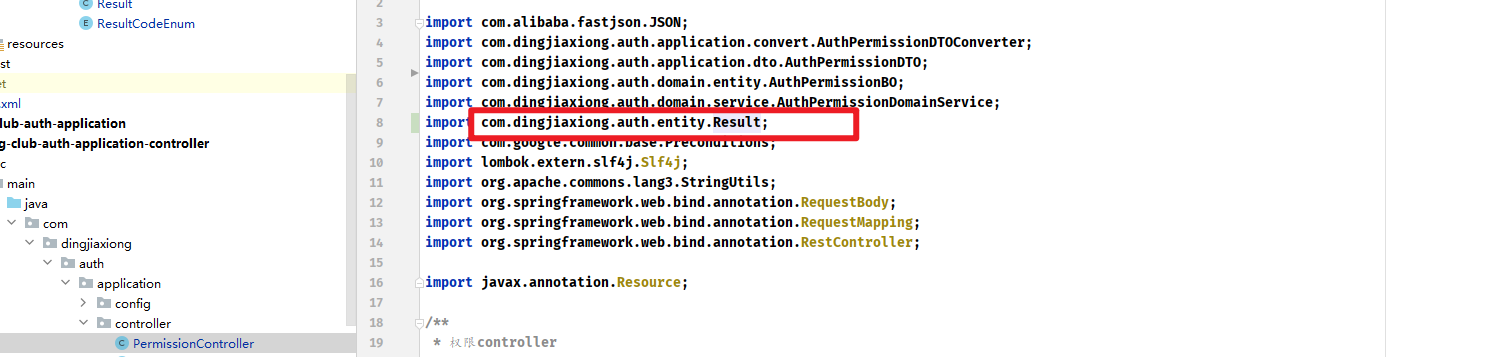 Result
ResultCodeEnum
resources
st
et
.xml
lub-auth-application
g-club-auth-application-controller
c
main
java
com
dingjiaxiong
auth
application
config
controller
PermissionController
2
3 import com.alibaba.fastjson.JSON;
4 import com.dingjiaxiong.auth.application.convert.AuthPermissionDTOConverter;
5 import com.dingjiaxiong.auth.application.dto.AuthPermissionDTO;
6 import com.dingjiaxiong.auth.domain.entity.AuthPermissionBO;
7 import com.dingjiaxiong.auth.domain.service.AuthPermissionDomainService;
8 import com.dingjiaxiong.auth.entity.Result;
9 import com.google.common.base.Preconditions;
10 import lombok.extern.slf4j.Slf4j;
11 import org.apache.commons.lang3.StringUtils;
12 import org.springframework.web.bind.annotation.RequestBody;
13 import org.springframework.web.bind.annotation.RequestMapping;
14 import org.springframework.web.bind.annotation.RestController;
15
16 import javax.annotation.Resource;
17
18 /**
19 * 权限controller